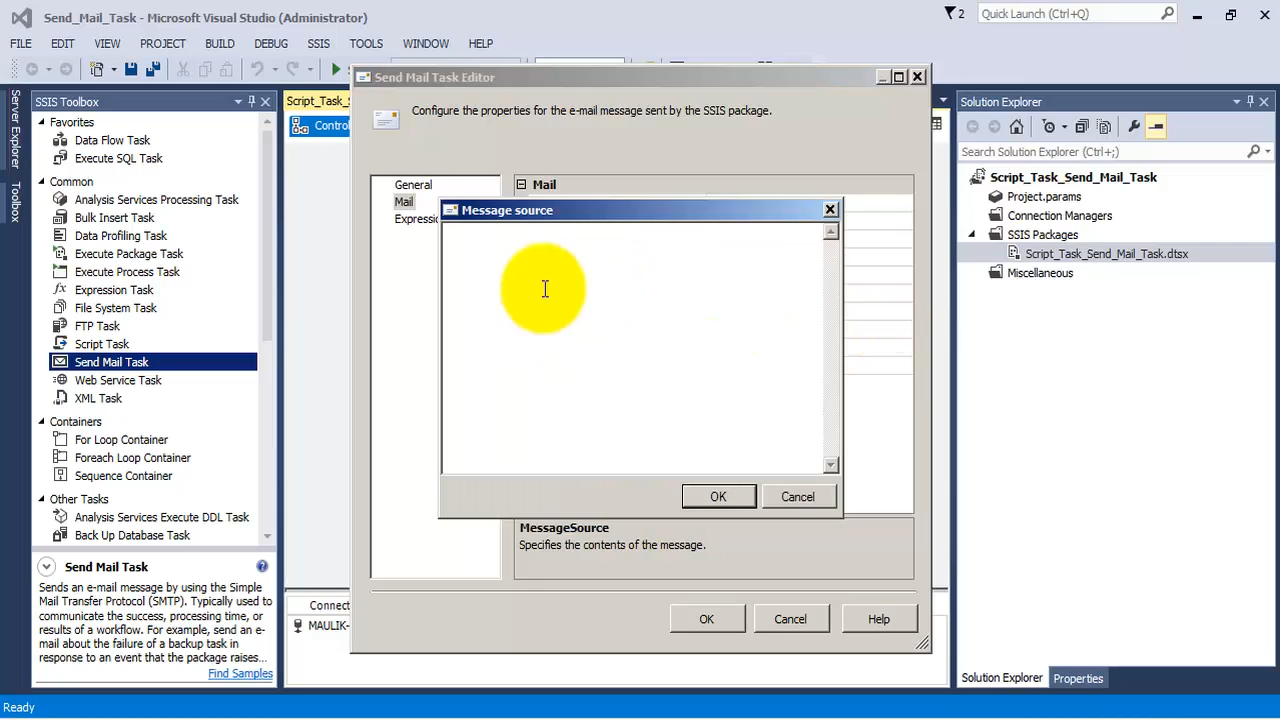 Send_Mail_Task - Microsoft Visual Studio (Administrator)
2
Quick Launch (Ctrl+Q)
FILE EDIT VIEW PROJECT BUILD DEBUG SSIS TOOLS WINDOW HELP
Server Explorer
Toolbox
SSIS Toolbox
Favorites
Data Flow Task
Execute SQL Task
Common
Analysis Services Processing Task
Bulk Insert Task
Data Profiling Task
Execute Package Task
Execute Process Task
Expression Task
File System Task
FTP Task
Script Task
Send Mail Task
Web Service Task
XML Task
Containers
For Loop Container
Foreach Loop Container
Sequence Container
Other Tasks
Analysis Services Execute DDL Task
Back Up Database Task
Send Mail Task
Sends an e-mail message by using the Simple
Mail Transfer Protocol (SMTP). Typically used to
communicate the success, processing time, or
results of a workflow. For example, send an e-
mail about the failure of a backup task in
response to an event that the package raises...
Find Samples
Script_Task_S
Contro
Connect
MAULIK-
Send Mail Task Editor
Configure the properties for the e-mail message sent by the SSIS package.
General
Mail
Expressio
Mail
Message source
OK Cancel
MessageSource
Specifies the contents of the message.
OK Cancel Help
Solution Explorer
Search Solution Explorer (Ctrl+;)
Script_Task_Send_Mail_Task
Project.params
Connection Managers
SSIS Packages
Script_Task_Send_Mail_Task.dtsx
Miscellaneous
Solution Explorer Properties
Ready